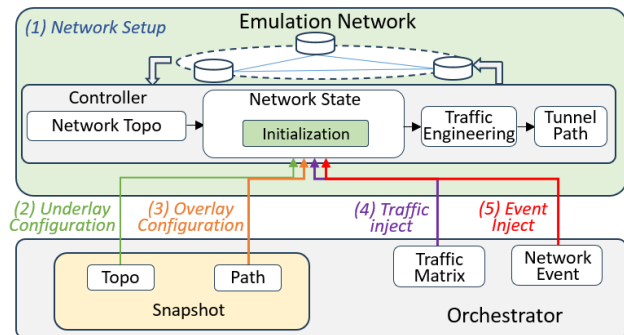 (1) Network Setup
Emulation Network
Controller
Network Topo
Network State
Initialization
Traffic
Engineering
Tunnel
Path
(2) Underlay
Configuration
(3) Overlay
Configuration
(4) Traffic
inject
(5) Event
Inject
Topo
Path
Snapshot
Traffic
Matrix
Network
Event
Orchestrator